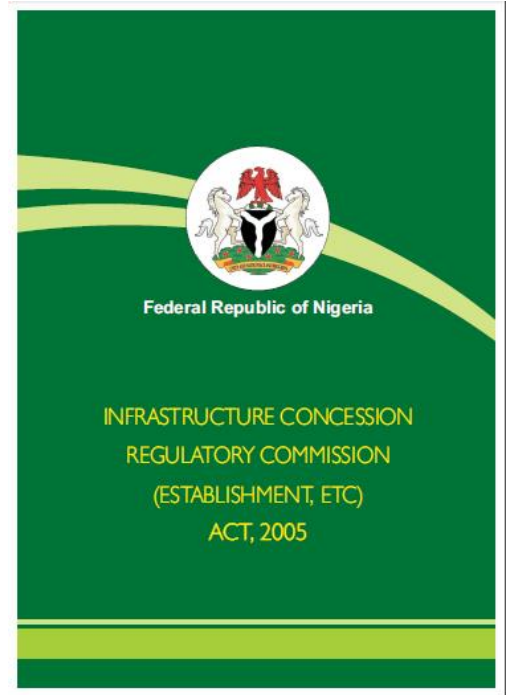 Federal Republic of Nigeria
INFRASTRUCTURE CONCESSION
REGULATORY COMMISSION
(ESTABLISHMENT, ETC)
ACT, 2005